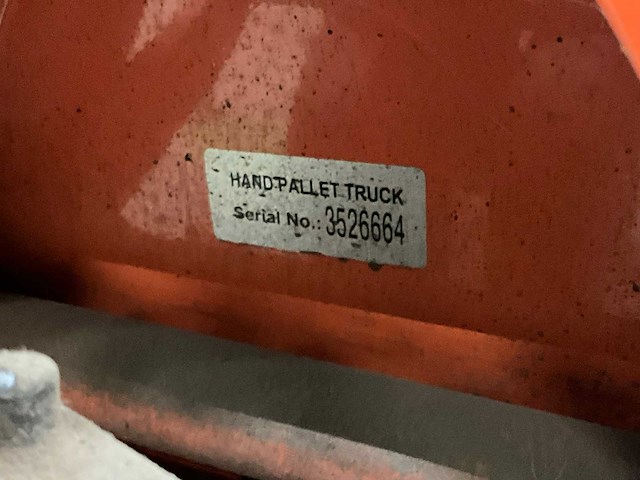 HAND PALLET TRUCK
Serial No.: 3526664